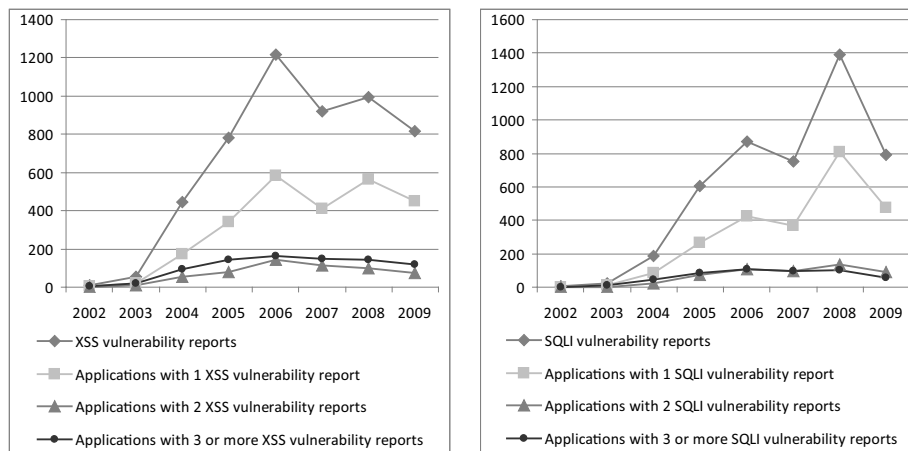 1400
1200
1000
800
600
400
200
0
2002 2003 2004 2005 2006 2007 2008 2009
XSS vulnerability reports
Applications with 1 XSS vulnerability report
Applications with 2 XSS vulnerability reports
Applications with 3 or more XSS vulnerability reports
1600
1400
1200
1000
800
600
400
200
0
2002 2003 2004 2005 2006 2007 2008 2009
SQLI vulnerability reports
Applications with 1 SQLI vulnerability report
Applications with 2 SQLI vulnerability reports
Applications with 3 or more SQLI vulnerability reports